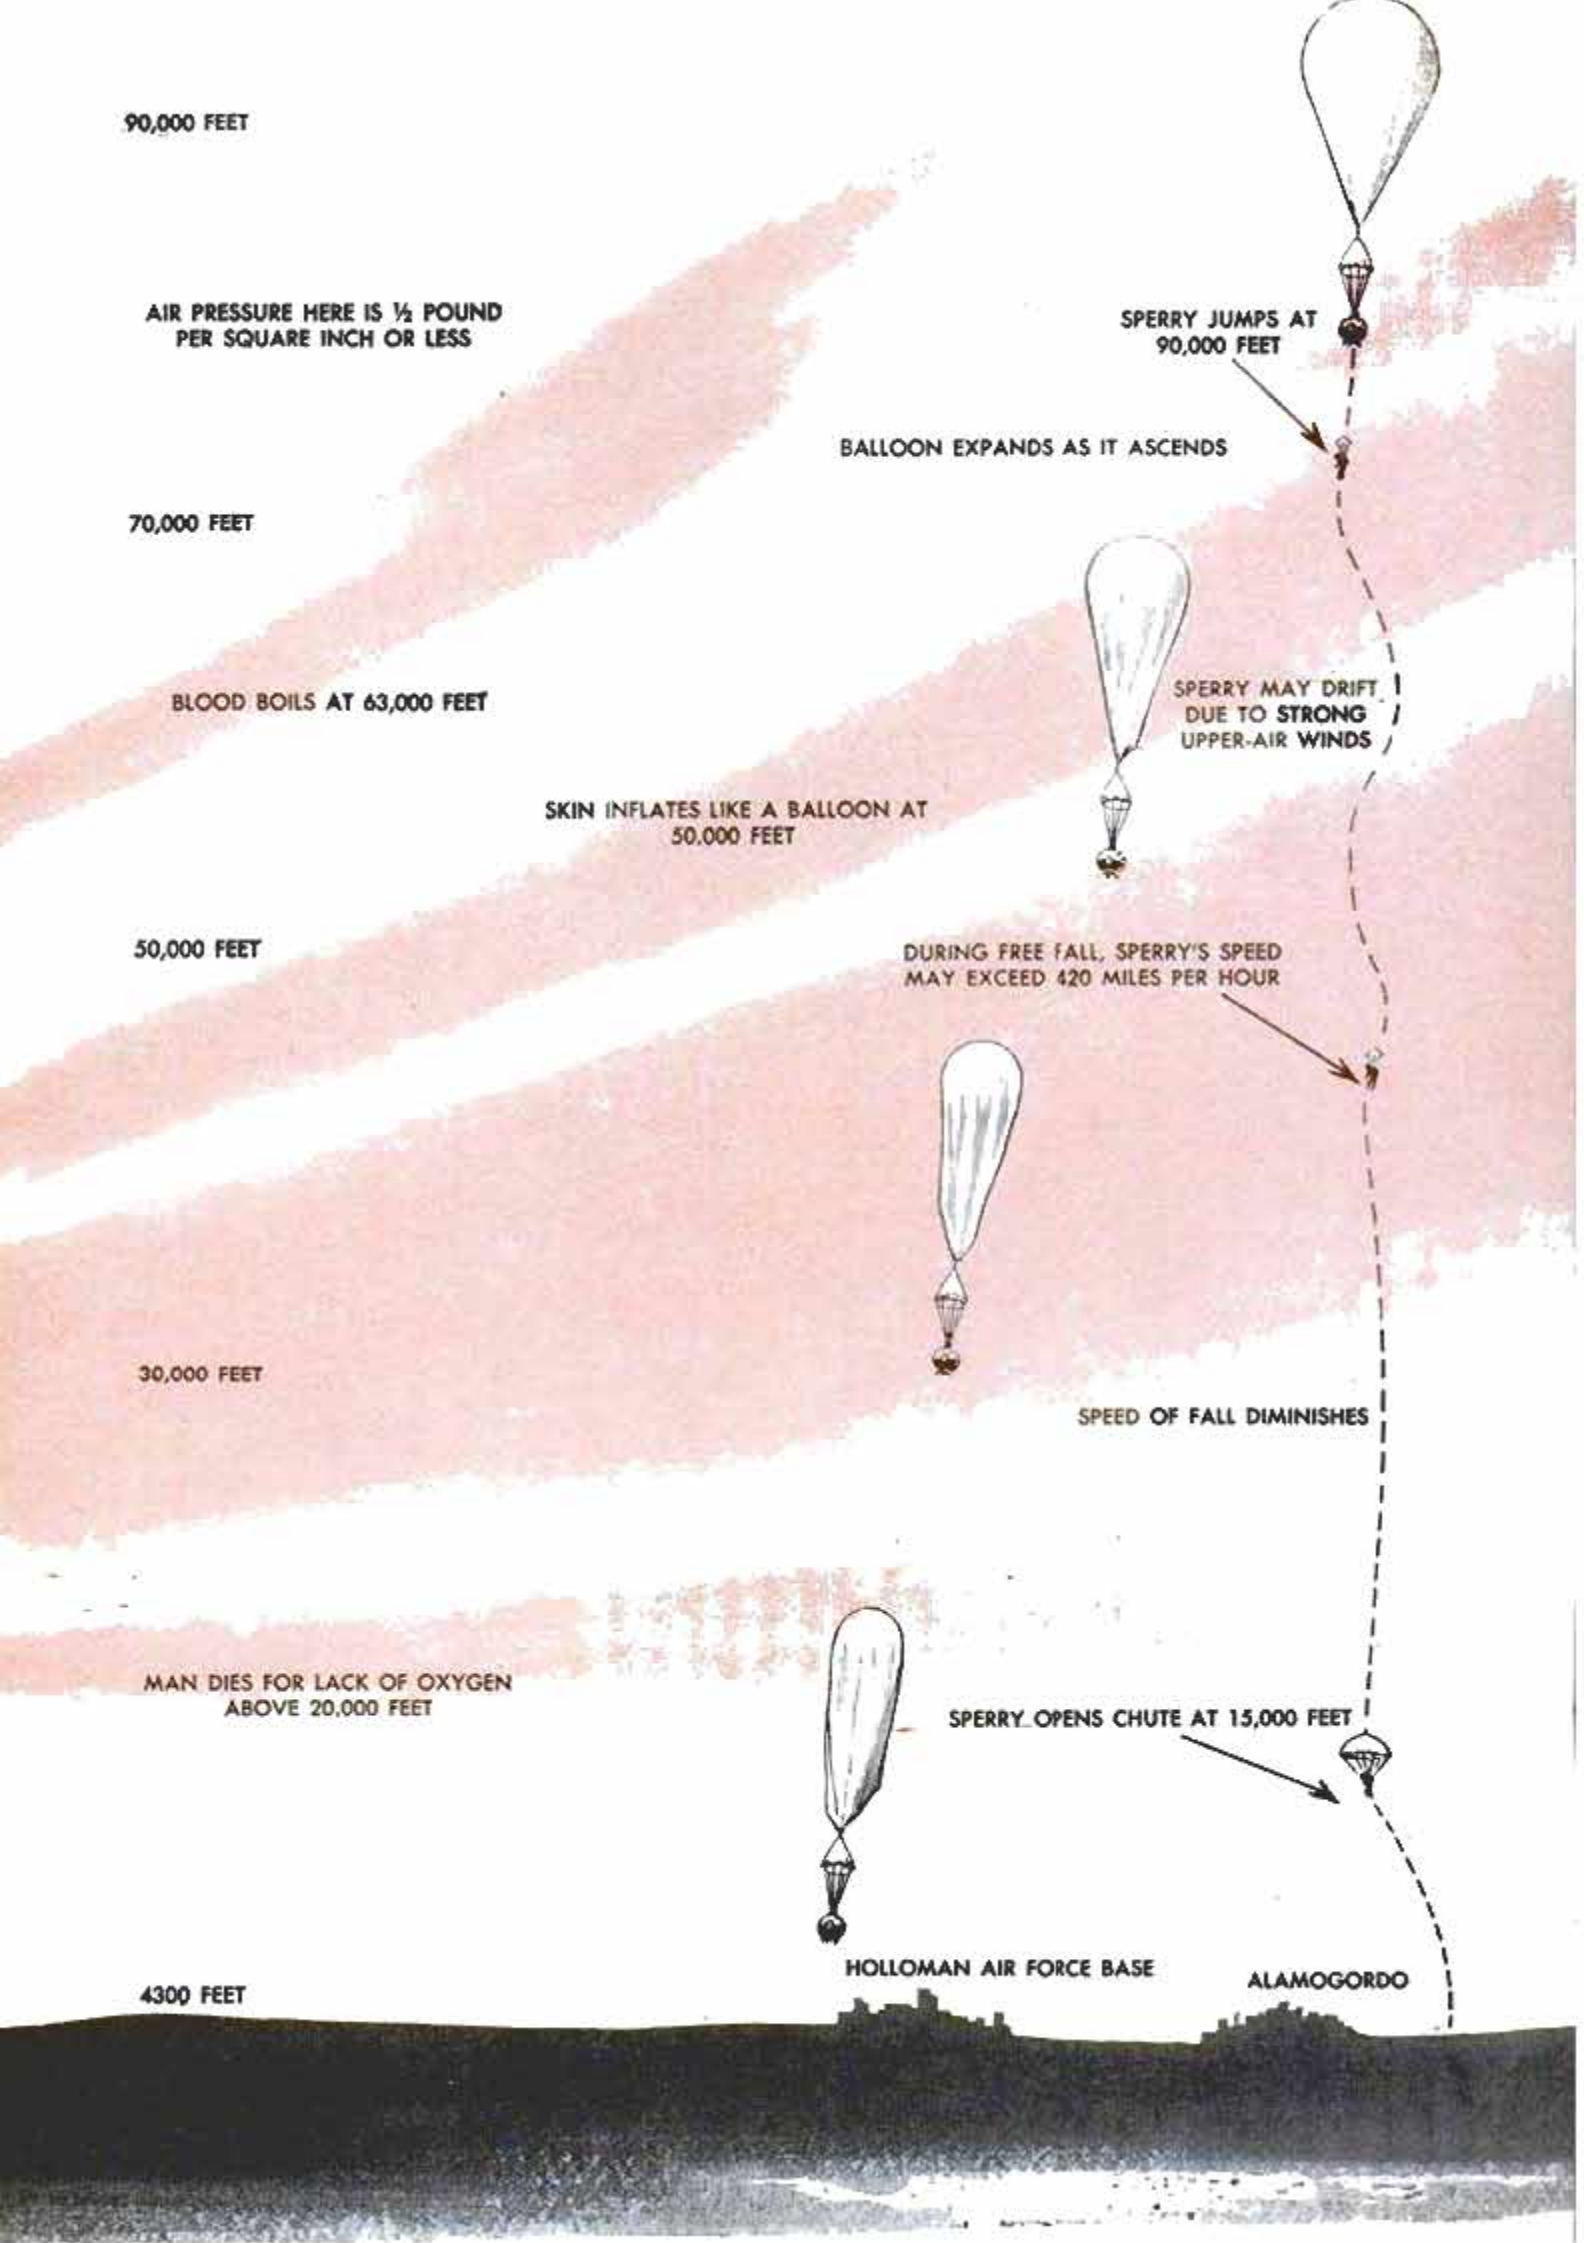 90,000 FEET
AIR PRESSURE HERE IS ½ POUND
PER SQUARE INCH OR LESS
SPERRY JUMPS AT
90,000 FEET
BALLOON EXPANDS AS IT ASCENDS
70,000 FEET
BLOOD BOILS AT 63,000 FEET
SPERRY MAY DRIFT
DUE TO STRONG
UPPER-AIR WINDS
SKIN INFLATES LIKE A BALLOON AT
50,000 FEET
50,000 FEET
DURING FREE FALL, SPERRY'S SPEED
MAY EXCEED 420 MILES PER HOUR
30,000 FEET
SPEED OF FALL DIMINISHES
MAN DIES FOR LACK OF OXYGEN
ABOVE 20,000 FEET
SPERRY OPENS CHUTE AT 15,000 FEET
HOLLOMAN AIR FORCE BASE
ALAMOGORDO
4300 FEET